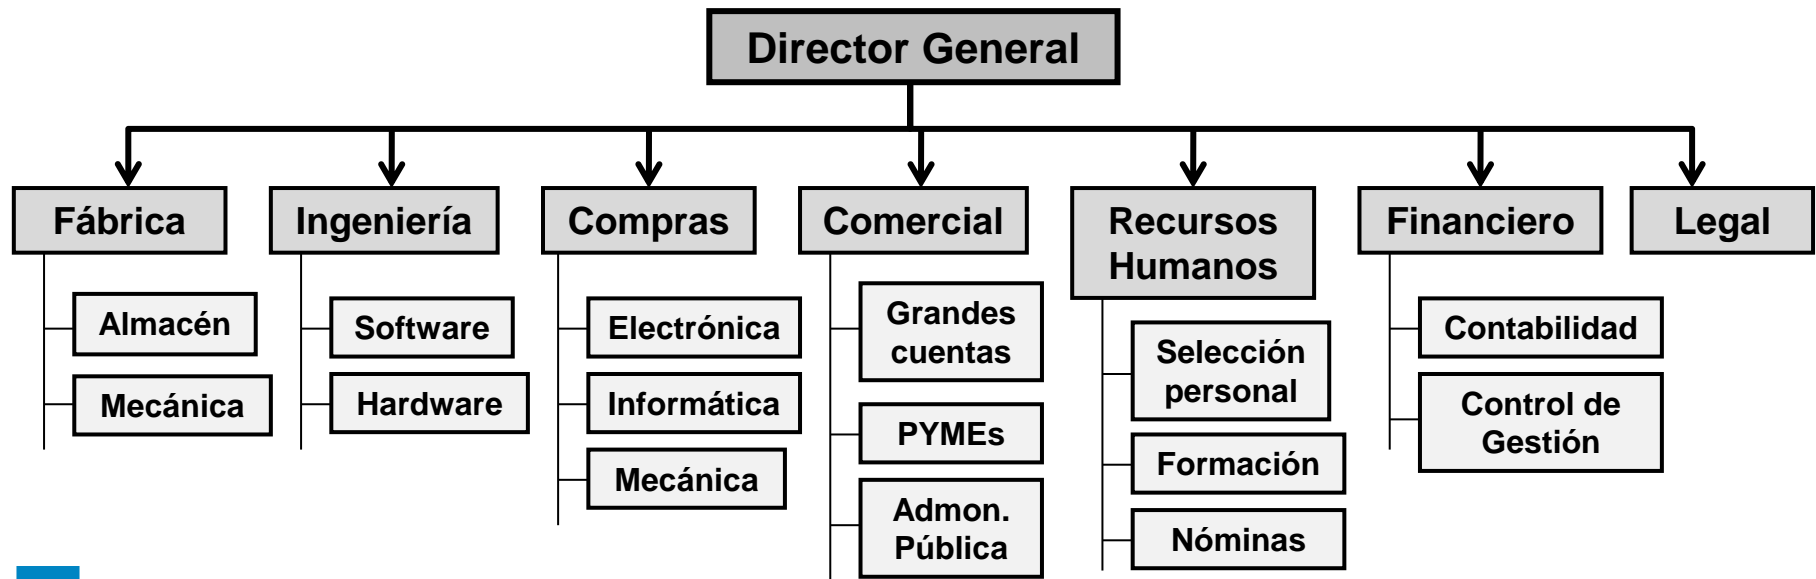 Director General
Fábrica
Ingeniería
Compras
Comercial
Recursos
Humanos
Financiero
Legal
Almacén
Mecánica
Software
Hardware
Electrónica
Informática
Mecánica
Grandes
cuentas
PYMEs
Admon.
Pública
Selección
personal
Formación
Nóminas
Contabilidad
Control de
Gestión